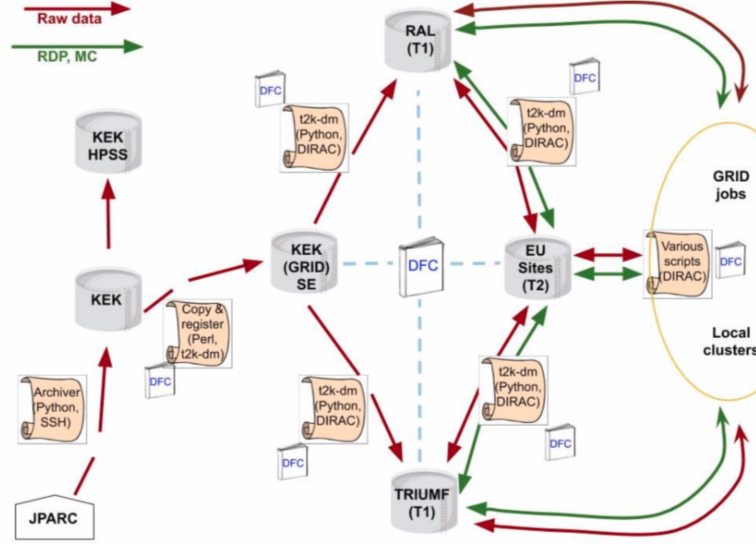 Raw data
RDP, MC
RAL
(T1)
DFC
t2k-dm
(Python,
DIRAC)
DFC
t2k-dm
(Python,
DIRAC)
KEK
HPSS
GRID
jobs
KEK
(GRID)
SE
DFC
EU
Sites
(T2)
Various
scripts
(DIRAC)
DFC
KEK
Copy &
register
(Perl,
t2k-dm)
DFC
Local
clusters
Archiver
(Python,
SSH)
t2k-dm
(Python,
DIRAC)
DFC
t2k-dm
(Python,
DIRAC)
DFC
TRIUMF
(T1)
JPARC